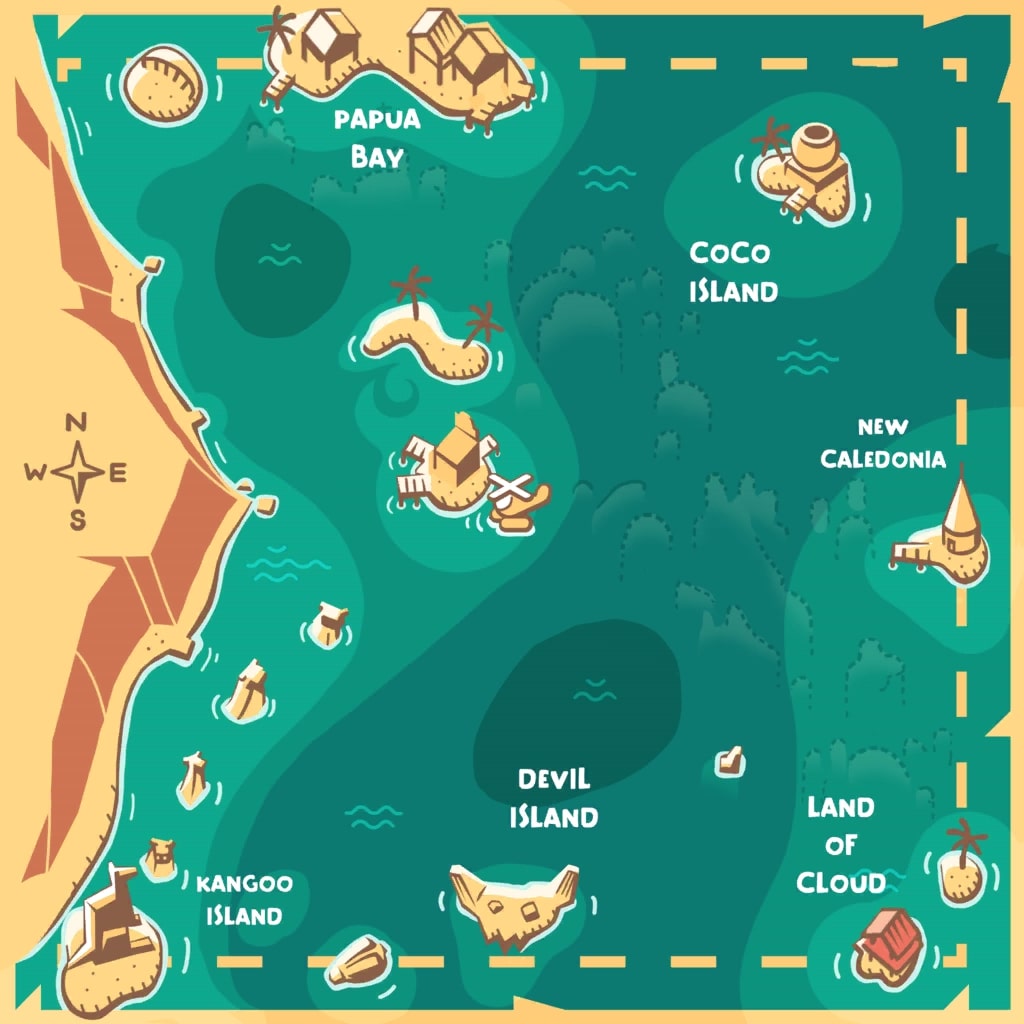 PAPUA
BAY
COCO
ISLAND
NEW
CALEDONIA
N
W E
S
DEVIL
ISLAND
LAND
OF
CLOUD
KANGOO
ISLAND